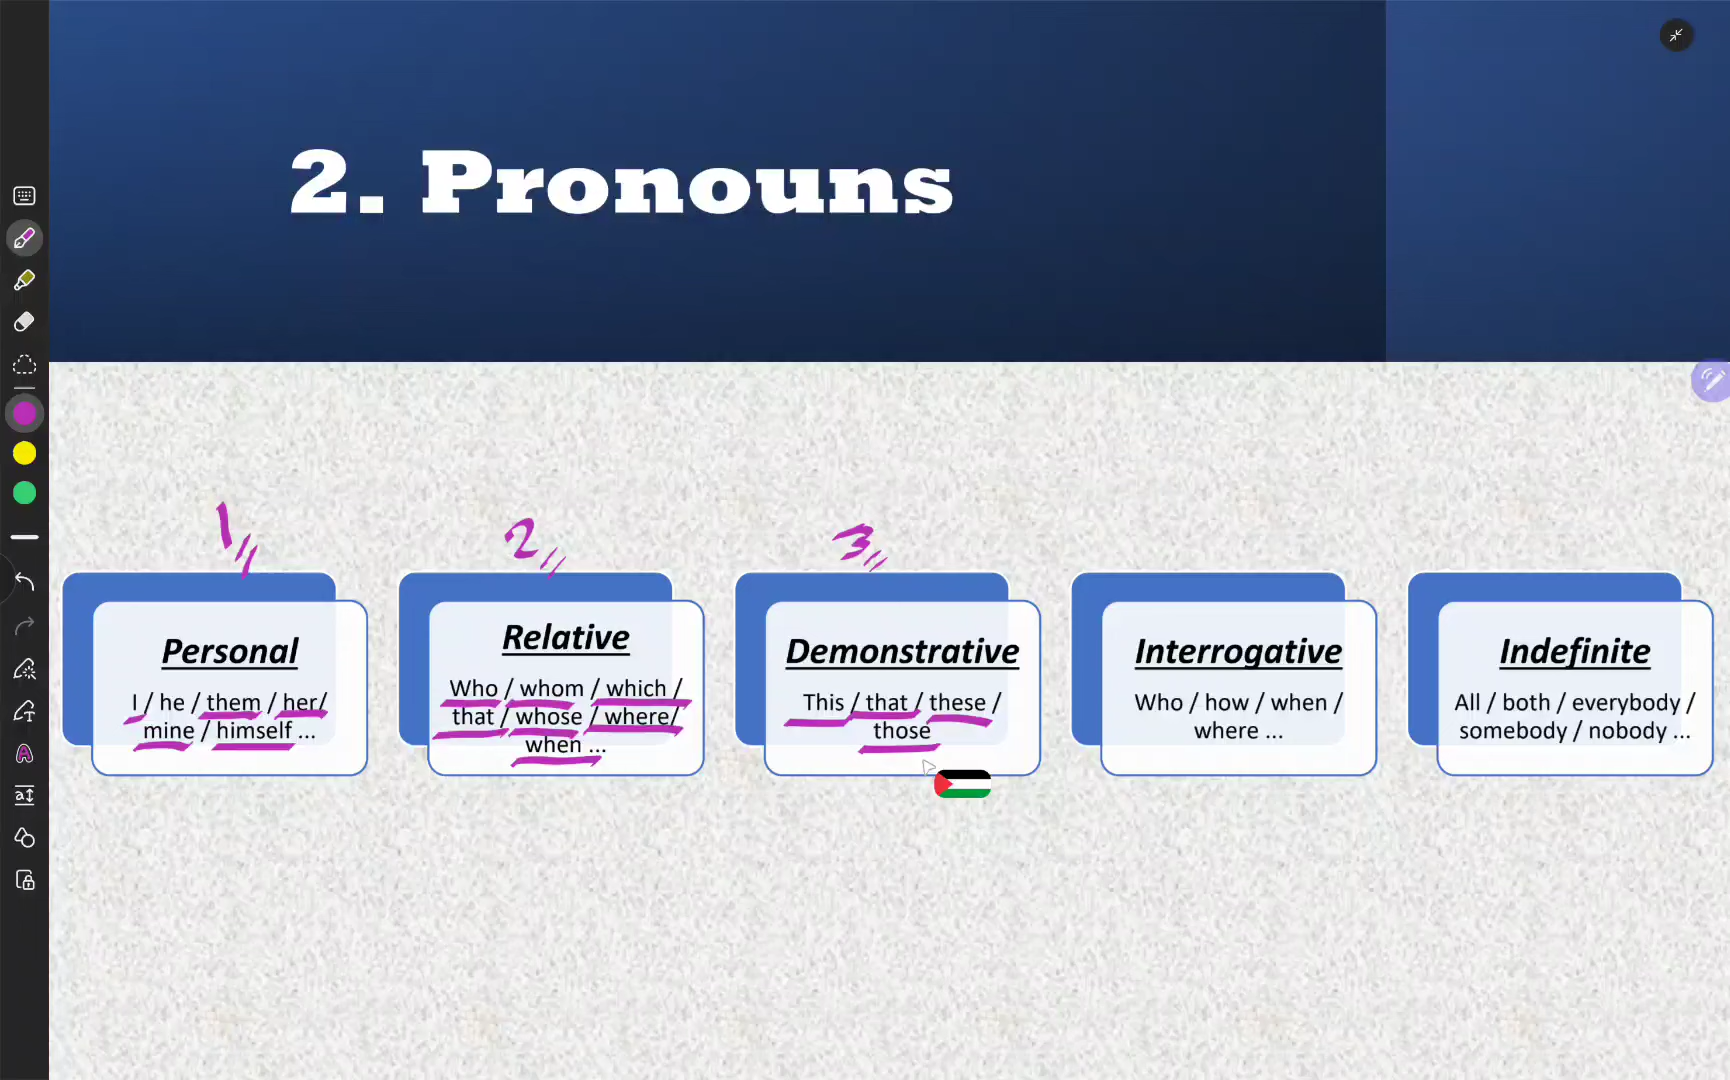 2. Pronouns
1
2
3
Personal
I / he / them / her/
mine / himself ...
Relative
Who / whom / which /
that / whose / where/
when ...
Demonstrative
This / that / these /
those
Interrogative
Who / how / when /
where ...
Indefinite
All / both / everybody /
somebody / nobody ...